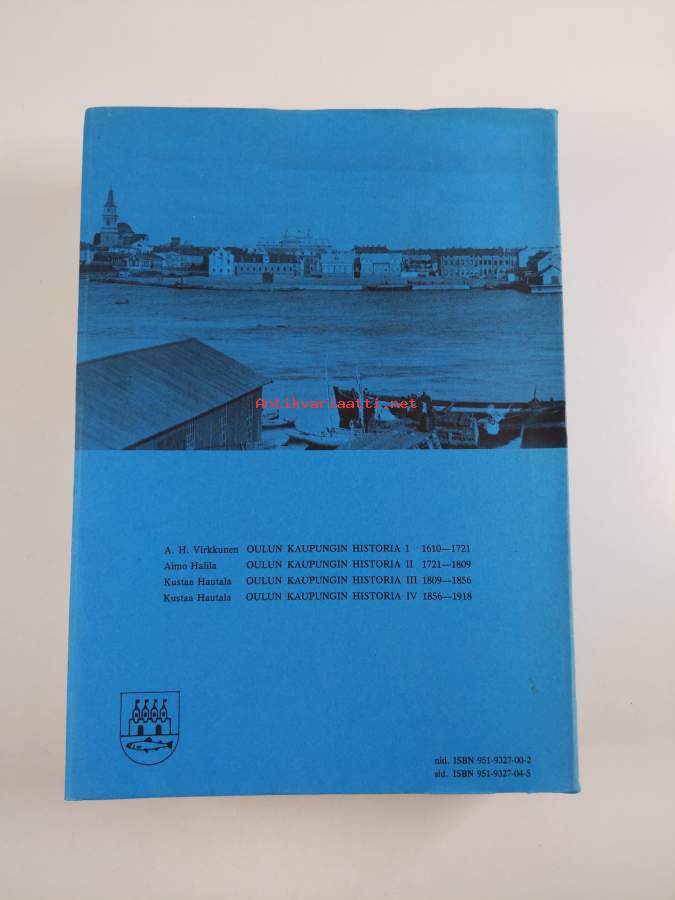 Antikvariaatti.net
A. H. Virkkunen OULUN KAUPUNGIN HISTORIA I 1610—1721
Aimo Halila OULUN KAUPUNGIN HISTORIA II 1721—1809
Kustaa Hautala OULUN KAUPUNGIN HISTORIA III 1809—1856
Kustaa Hautala OULUN KAUPUNGIN HISTORIA IV 1856—1918
nid. ISBN 951-9327-00-2
sid. ISBN 951-9327-04-5